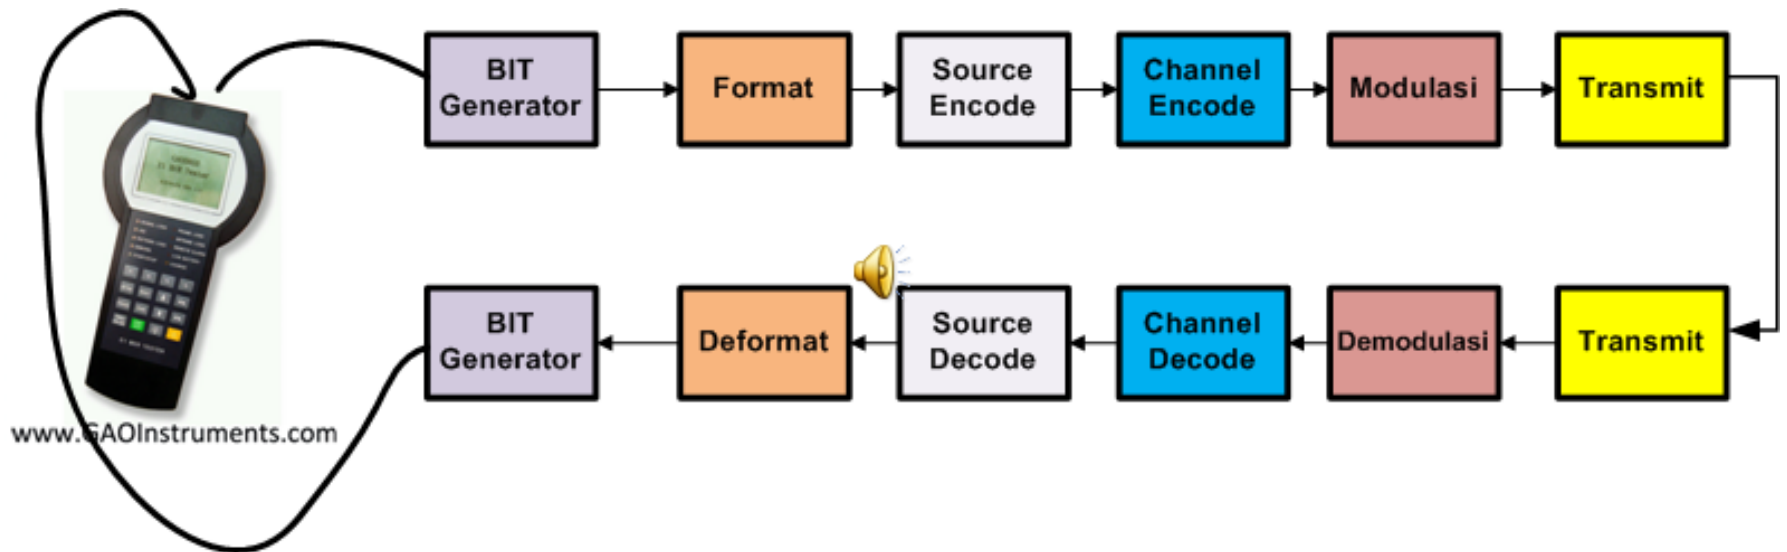 BIT
Generator
Format
Source
Encode
Channel
Encode
Modulasi
Transmit
BIT
Generator
Deformat
Source
Decode
Channel
Decode
Demodulasi
Transmit
www.GAOInstruments.com